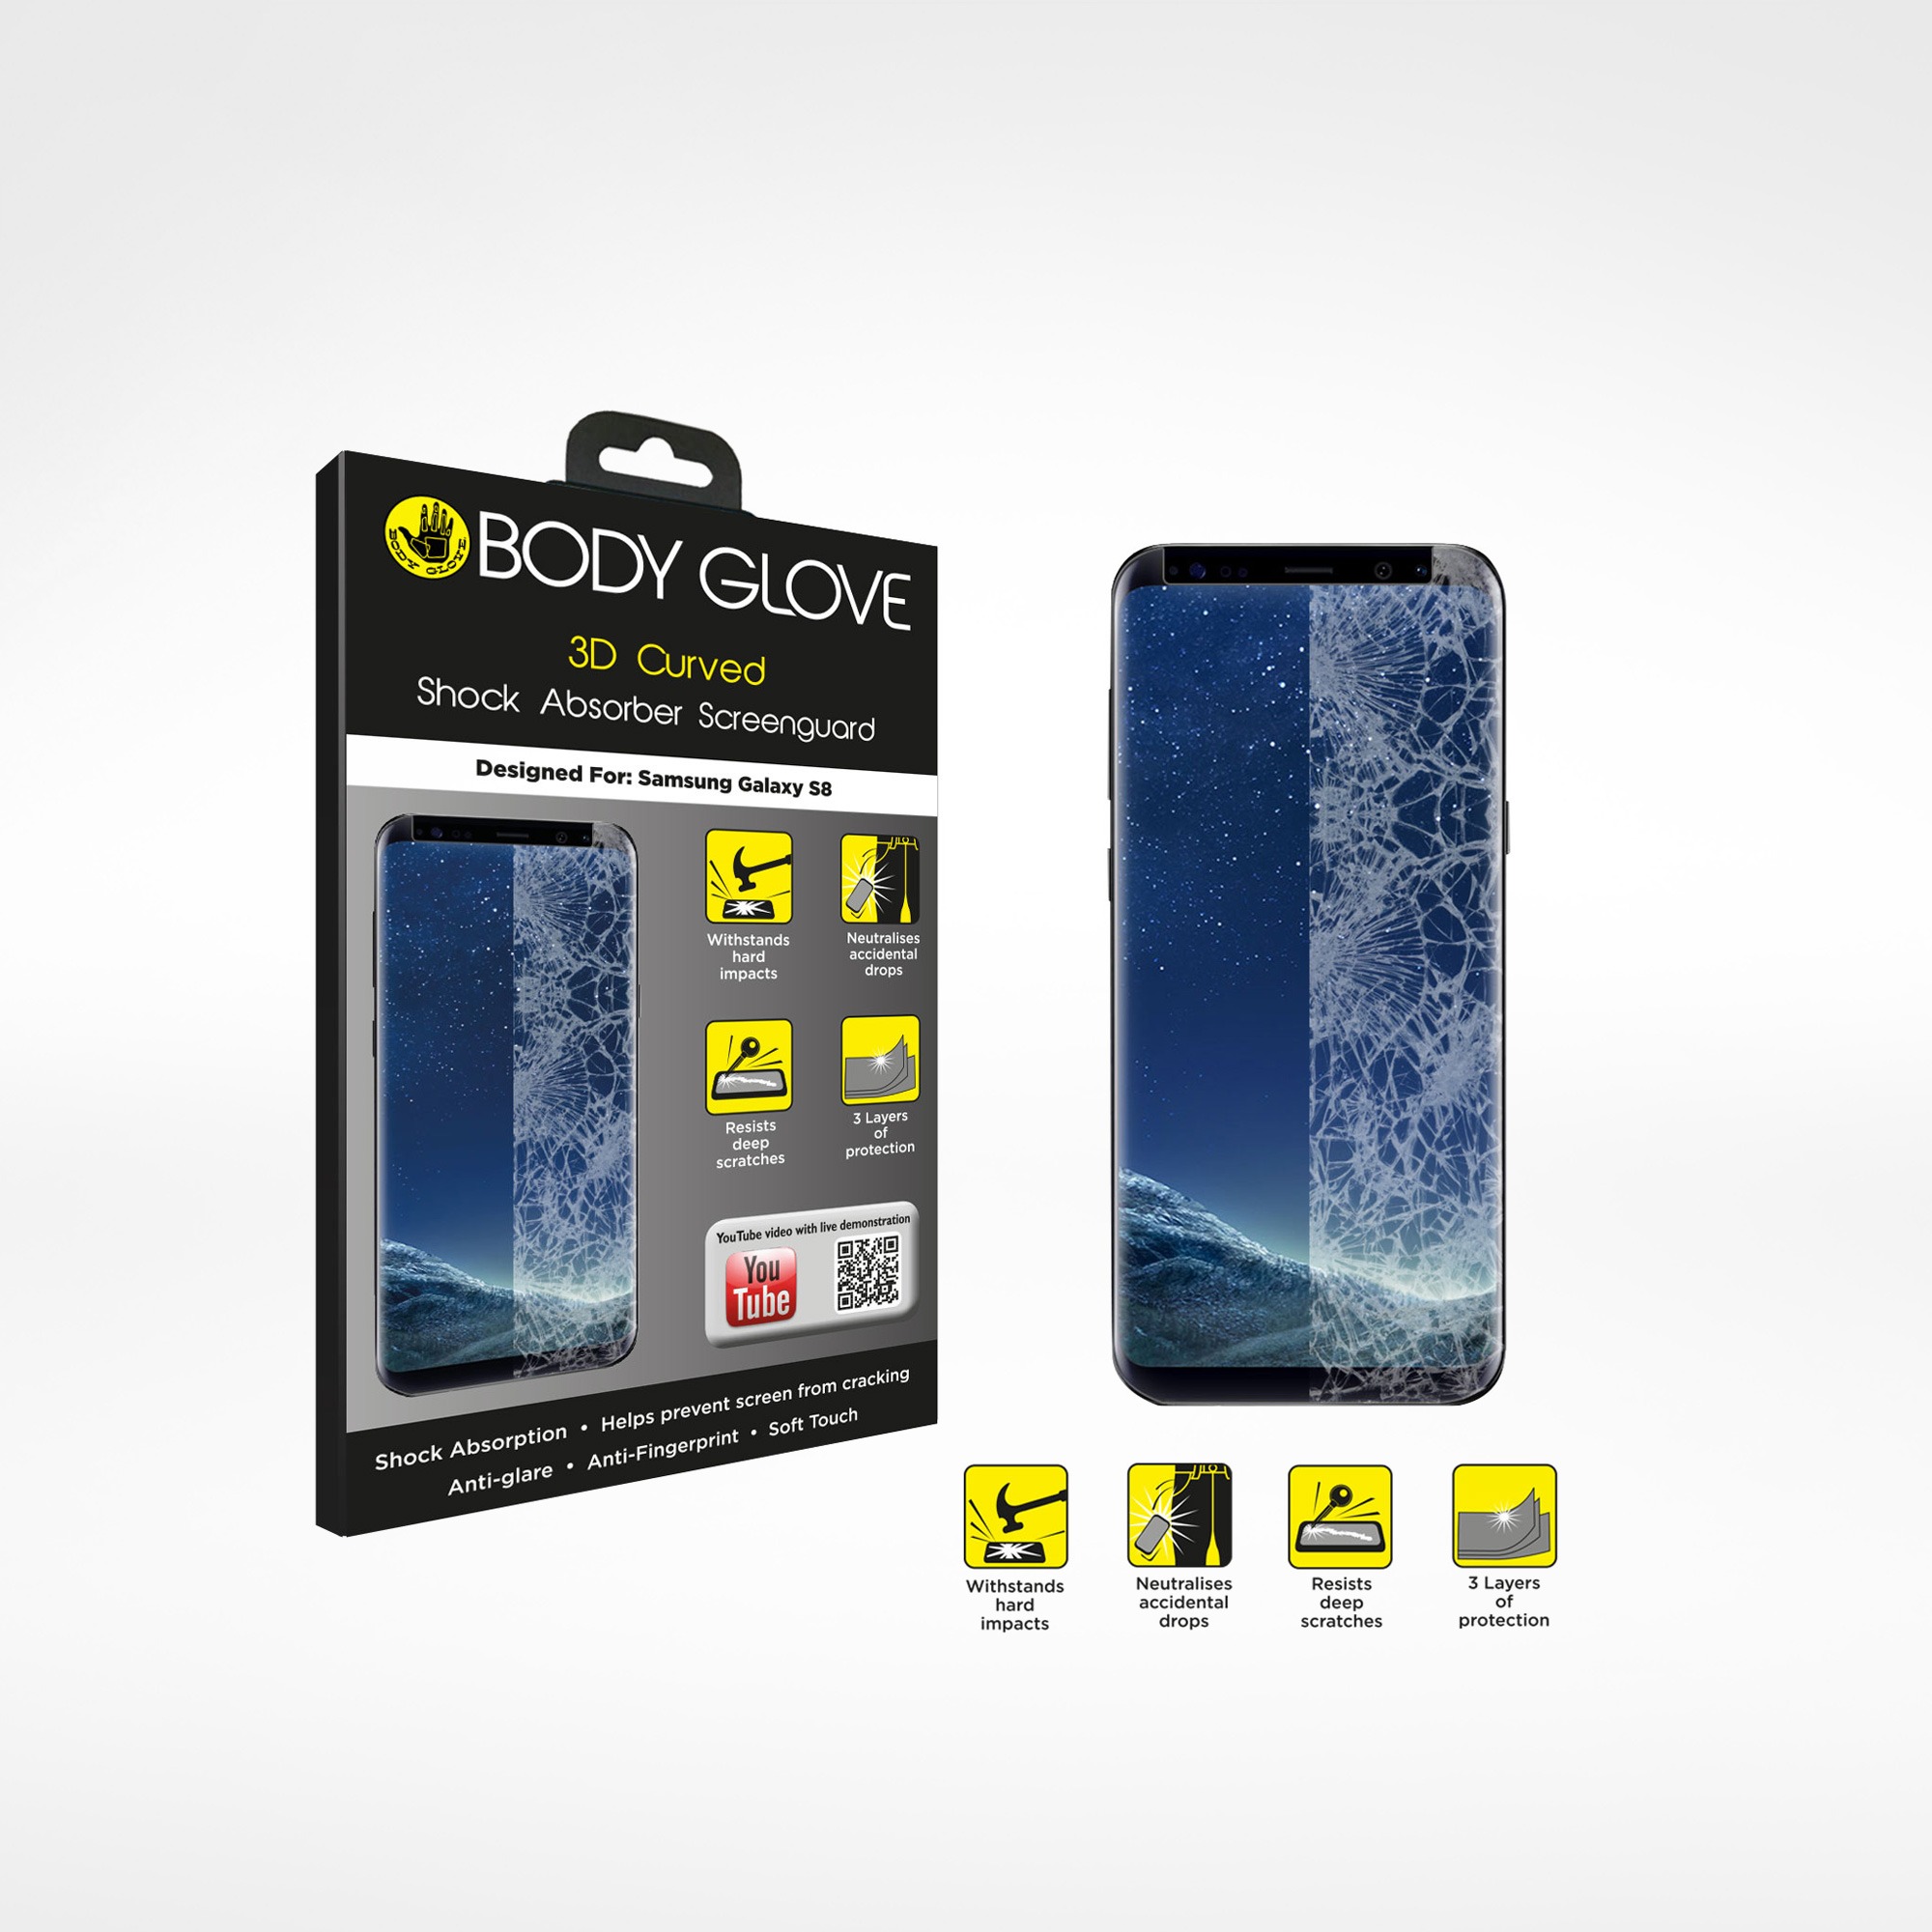 BODY GLOVE
BODY GLOVE
3D Curved
Shock Absorber Screenguard
Designed For: Samsung Galaxy S8
Withstands
hard
impacts
Neutralises
accidental
drops
Resists
deep
scratches
3 Layers
of
protection
YouTube video with live demonstration
You
Tube
Shock Absorption • Helps prevent screen from cracking
Anti-glare • Anti-Fingerprint • Soft Touch
Withstands
hard
impacts
Neutralises
accidental
drops
Resists
deep
scratches
3 Layers
of
protection